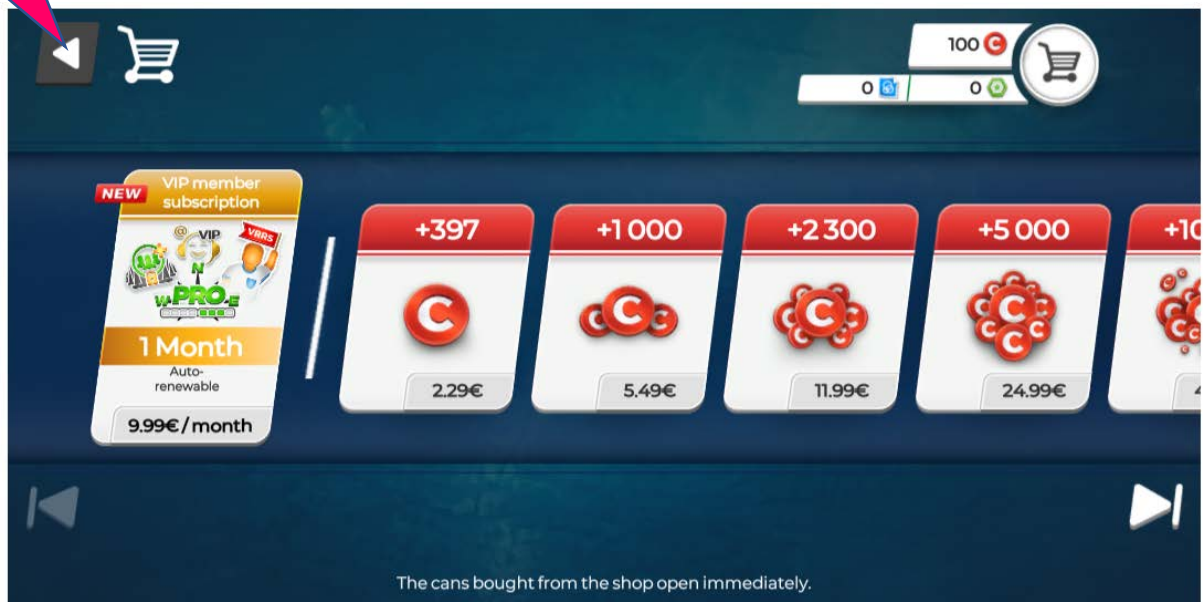 100 C
0
0
NEW
VIP member
subscription
@ VIP
VRRS
N
PRO
E
1 Month
Auto-
renewable
9.99€/month
+397
C
2.29€
+1 000
C C C
5.49€
+2 300
C
11.99€
+5 000
C
24.99€
The cans bought from the shop open immediately.